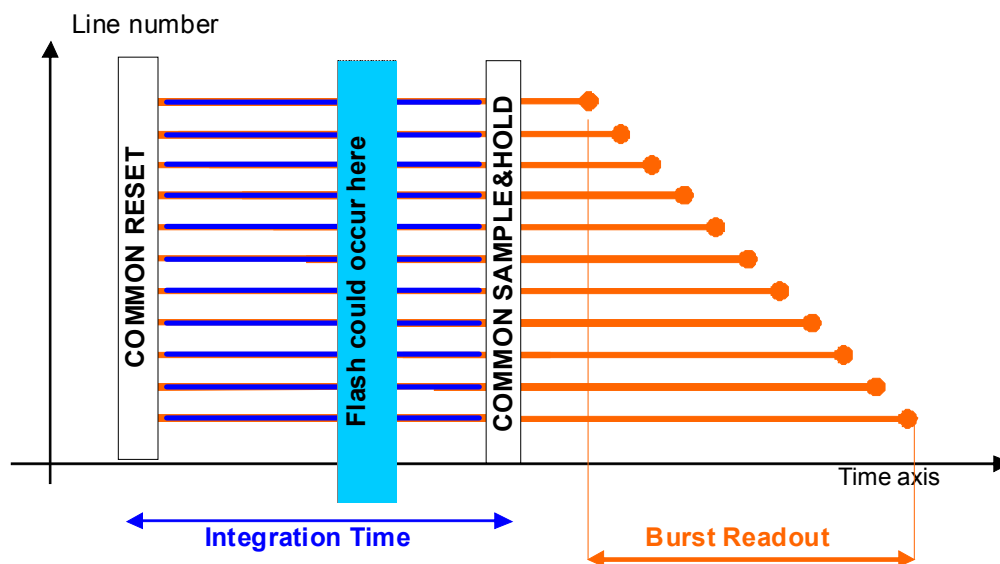 Line number
COMMON RESET
Flash could occur here
COMMON SAMPLE&HOLD
Time axis
Integration Time
Burst Readout